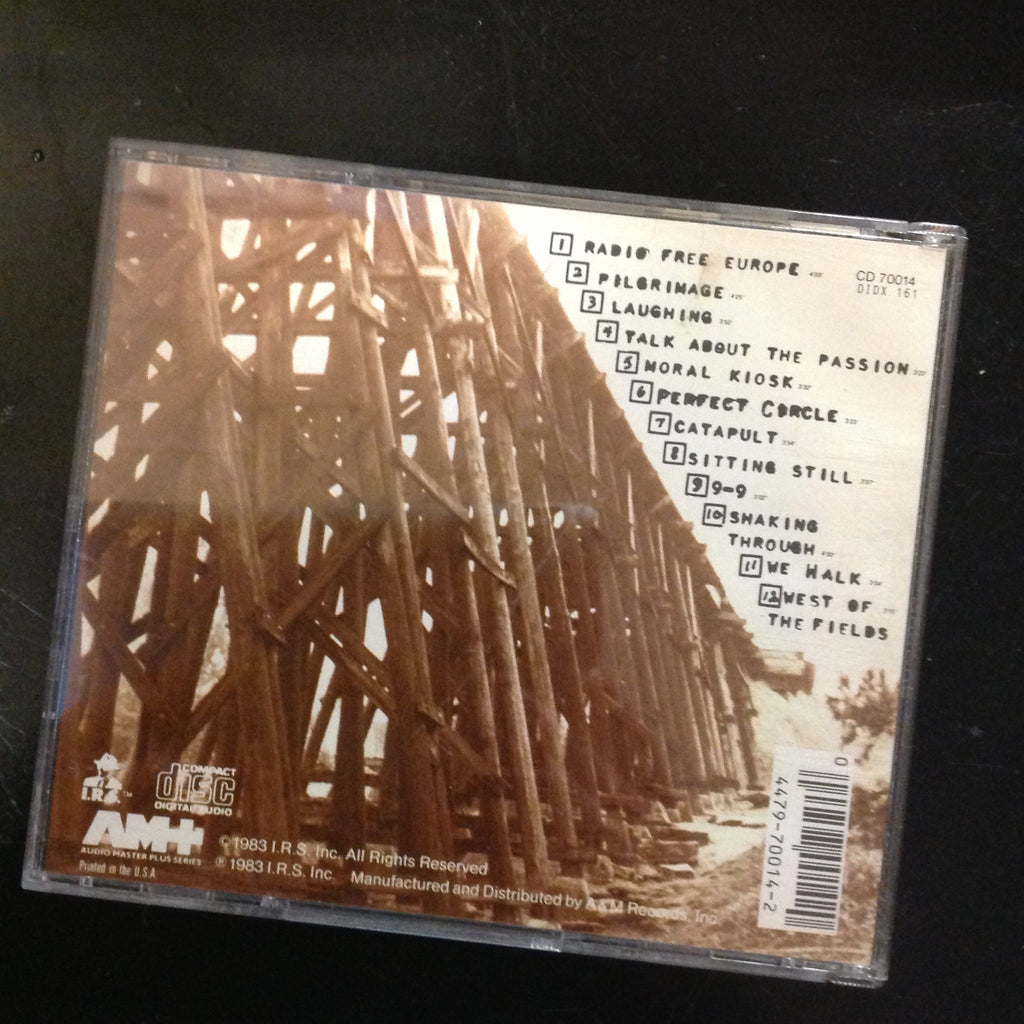 1 RADIO FREE EUROPE
2 PILGRIMAGE
3 LAUGHING
4 TALK ABOUT THE PASSION
5 MORAL KIOSK
6 PERFECT CIRCLE
7 CATAPULT
8 SITTING STILL
9 9-9
10 SHAKING
THROUGH
11 WE WALK
12 WEST OF
THE FIELDS
CD 70014
DIDX 161
I.R.S. ™
COMPACT
disc
DIGITAL AUDIO
AM+
AUDIO MASTER PLUS SERIES
Printed in the U.S.A
© 1983 I.R.S. Inc. All Rights Reserved
℗ 1983 I.R.S. Inc. Manufactured and Distributed by A&M Records, Inc.
0 4479-70014-2